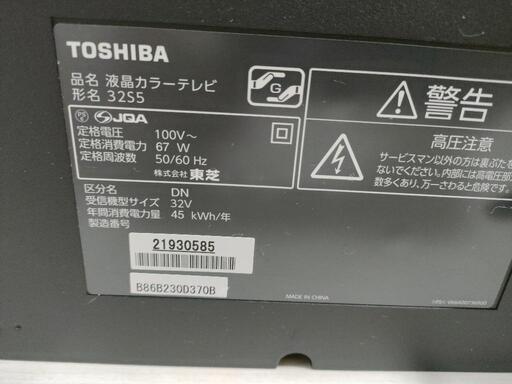 TOSHIBA
品名 液晶カラーテレビ
形名 32S5
G
JQA
定格電圧 100V～
定格消費電力 67 W
定格周波数 50/60 Hz
株式会社 東芝
区分名 DN
受信機型サイズ 32V
年間消費電力量 45 kWh/年
製造番号
21930585
B86B230D370B
MADE IN CHINA
警告
高圧注意
サービスマン以外の方は裏ぶたを
ないでください。内部には高電圧部
数あり、万一さわると危険です。